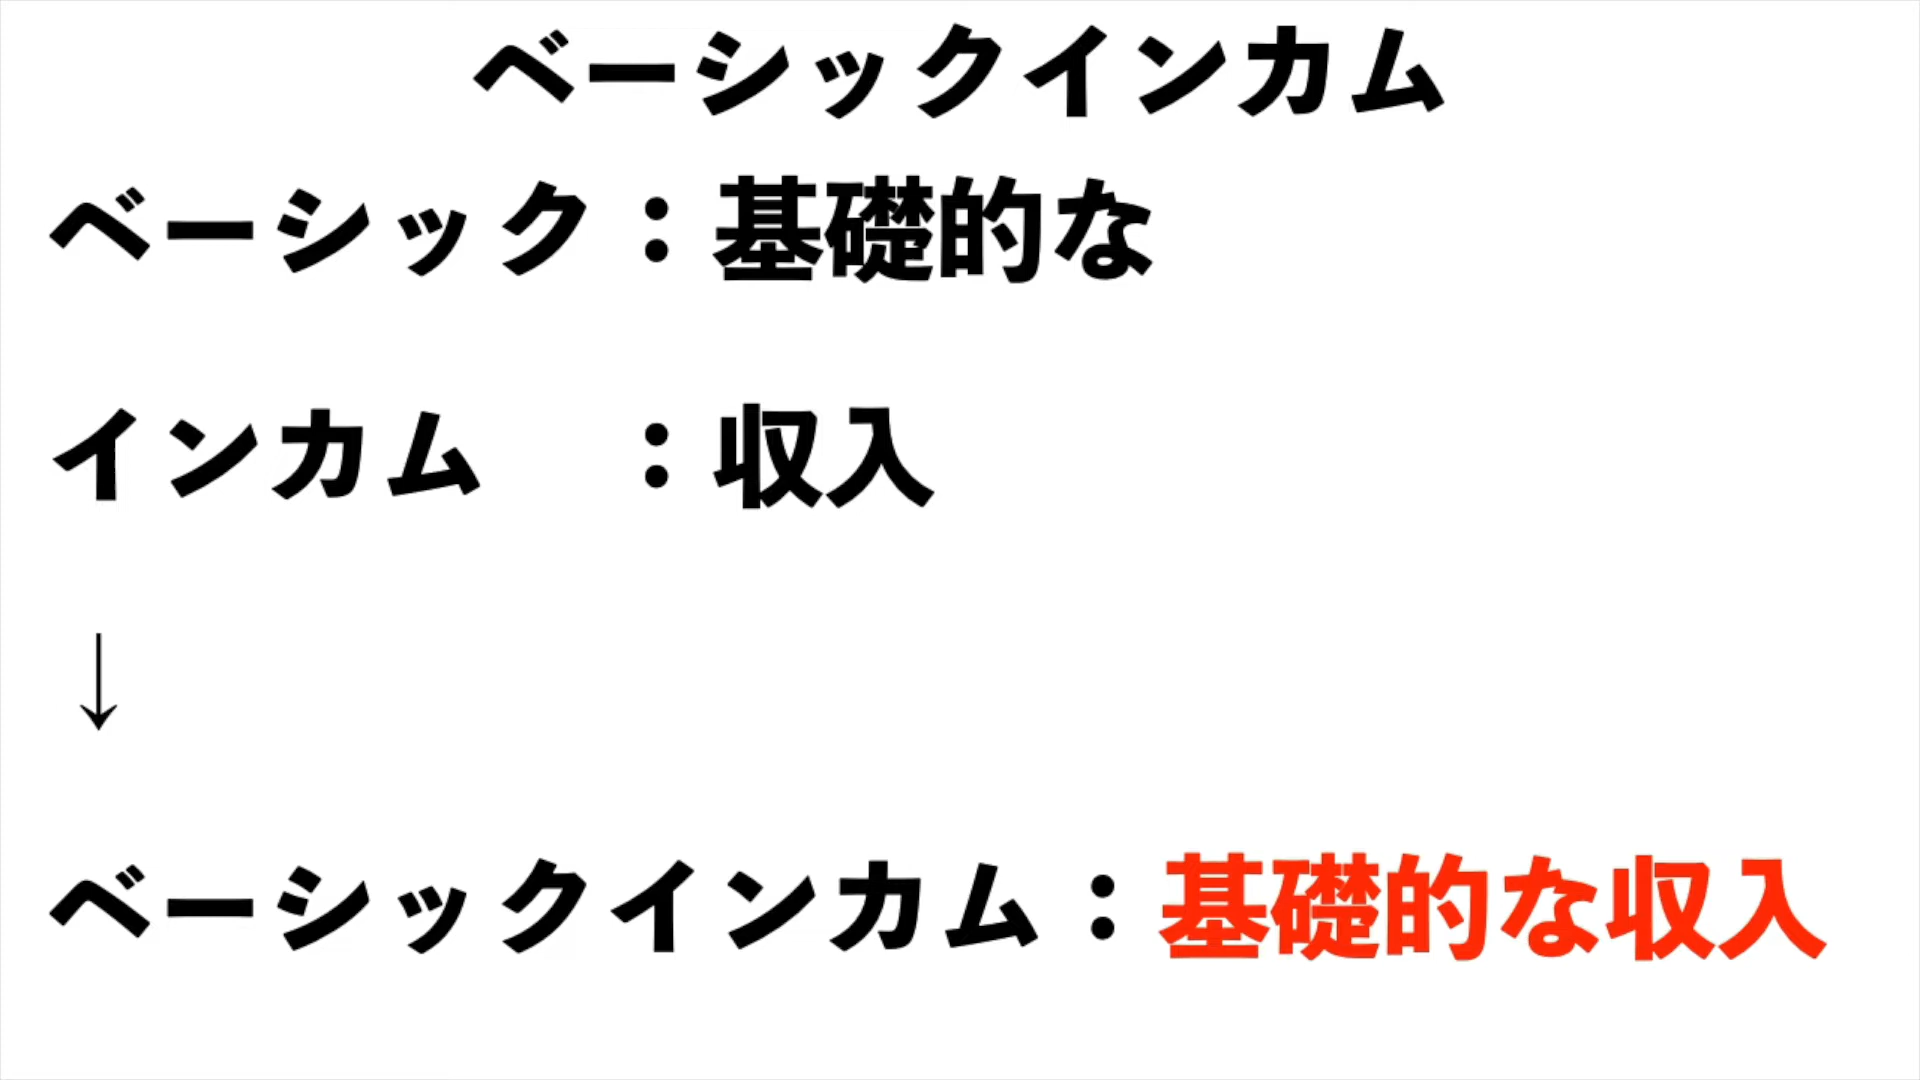 ベーシックインカム
ベーシック：基礎的な
インカム　：収入
↓
ベーシックインカム：基礎的な収入